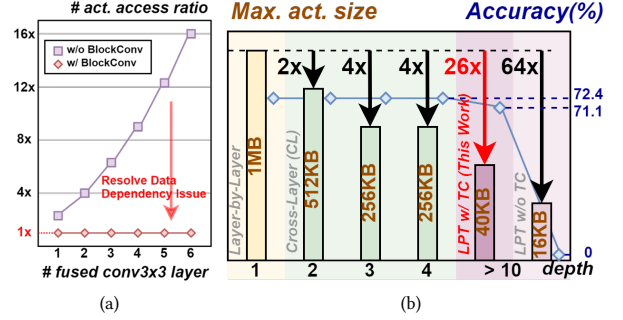 # act. access ratio
16x
12x
8x
4x
1x
w/o BlockConv
w/ BlockConv
Resolve Data
Dependency Issue
1 2 3 4 5 6
# fused conv3x3 layer
(a)
Max. act. size
Accuracy(%)
2x
4x
4x
26x
64x
72.4
71.1
0
Layer-by-Layer
1MB
Cross-Layer (CL)
512KB
256KB
256KB
LPT w/ TC (This Work)
40KB
LPT w/o TC
16KB
1 2 3 4 > 10 depth
(b)